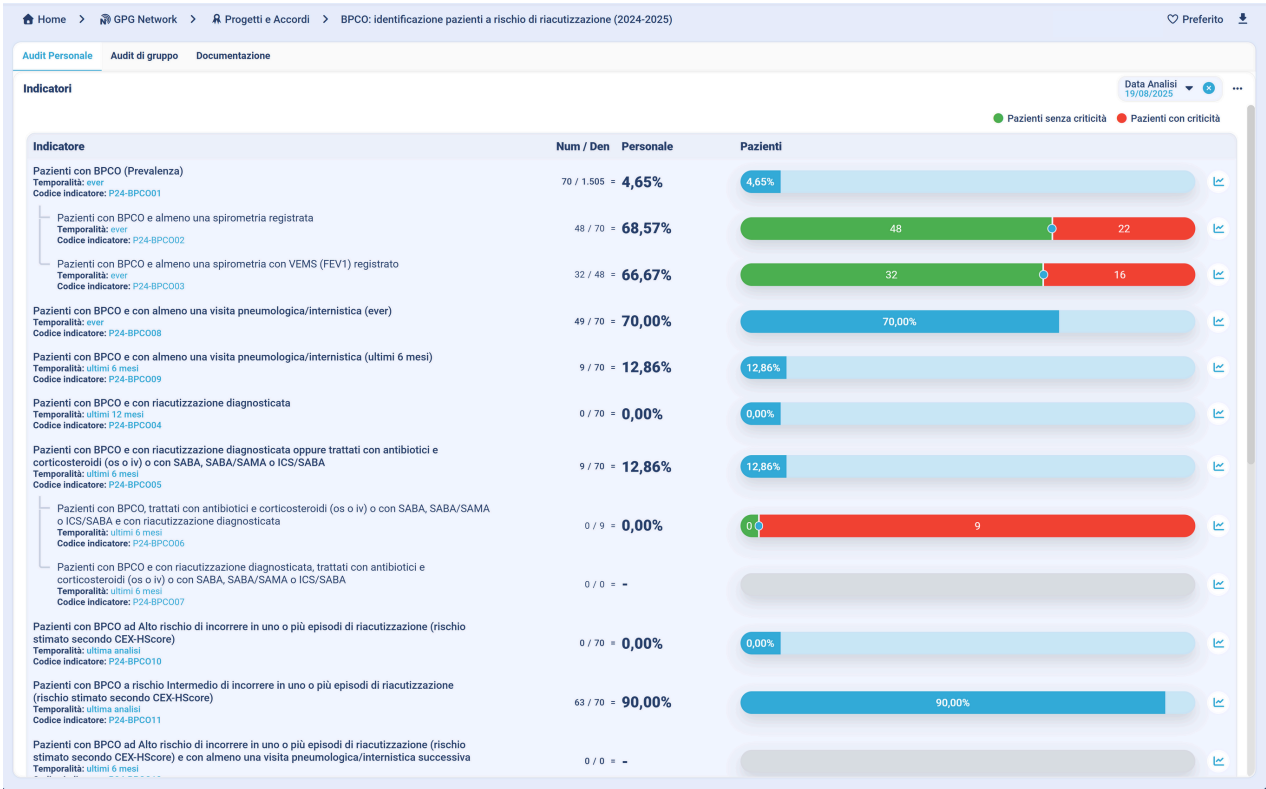 Home > GPG Network > Progetti e Accordi > BPCO: identificazione pazienti a rischio di riacutizzazione (2024-2025) Preferito
Audit Personale Audit di gruppo Documentazione
Indicatori
Data Analisi
19/08/2025
Pazienti senza criticità Pazienti con criticità
Indicatore Num / Den Personale Pazienti
Pazienti con BPCO (Prevalenza)
Temporalità: ever
Codice indicatore: P24-BPCO01
70 / 1.505 = 4,65% 4,65%
Pazienti con BPCO e almeno una spirometria registrata
Temporalità: ever
Codice indicatore: P24-BPCO02
48 / 70 = 68,57% 48 22
Pazienti con BPCO e almeno una spirometria con VEMS (FEV1) registrato
Temporalità: ever
Codice indicatore: P24-BPCO03
32 / 48 = 66,67% 32 16
Pazienti con BPCO e con almeno una visita pneumologica/internistica (ever)
Temporalità: ever
Codice indicatore: P24-BPCO08
49 / 70 = 70,00% 70,00%
Pazienti con BPCO e con almeno una visita pneumologica/internistica (ultimi 6 mesi)
Temporalità: ultimi 6 mesi
Codice indicatore: P24-BPCO09
9 / 70 = 12,86% 12,86%
Pazienti con BPCO e con riacutizzazione diagnosticata
Temporalità: ultimi 12 mesi
Codice indicatore: P24-BPCO04
0 / 70 = 0,00% 0,00%
Pazienti con BPCO e con riacutizzazione diagnosticata oppure trattati con antibiotici e
corticosteroidi (os o iv) o con SABA, SABA/SAMA o ICS/SABA
Temporalità: ultimi 6 mesi
Codice indicatore: P24-BPCO05
9 / 70 = 12,86% 12,86%
Pazienti con BPCO, trattati con antibiotici e corticosteroidi (os o iv) o con SABA, SABA/SAMA
o ICS/SABA e con riacutizzazione diagnosticata
Temporalità: ultimi 6 mesi
Codice indicatore: P24-BPCO06
0 / 9 = 0,00% 0 9
Pazienti con BPCO e con riacutizzazione diagnosticata, trattati con antibiotici e
corticosteroidi (os o iv) o con SABA, SABA/SAMA o ICS/SABA
Temporalità: ultimi 6 mesi
Codice indicatore: P24-BPCO07
0 / 0 = -
Pazienti con BPCO ad Alto rischio di incorrere in uno o più episodi di riacutizzazione (rischio
stimato secondo CEX-HScore)
Temporalità: ultima analisi
Codice indicatore: P24-BPCO10
0 / 70 = 0,00% 0,00%
Pazienti con BPCO a rischio Intermedio di incorrere in uno o più episodi di riacutizzazione
(rischio stimato secondo CEX-HScore)
Temporalità: ultima analisi
Codice indicatore: P24-BPCO11
63 / 70 = 90,00% 90,00%
Pazienti con BPCO ad Alto rischio di incorrere in uno o più episodi di riacutizzazione (rischio
stimato secondo CEX-HScore) e con almeno una visita pneumologica/internistica successiva
Temporalità: ultimi 6 mesi
0 / 0 = -